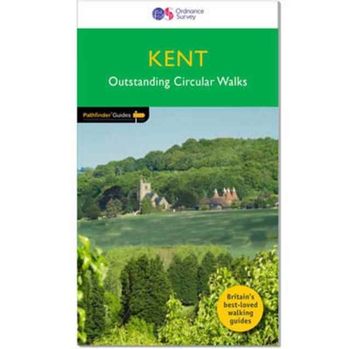 Ordnance
Survey
KENT
Outstanding Circular Walks
Pathfinder® Guides
Britain's
best-loved
walking
guides